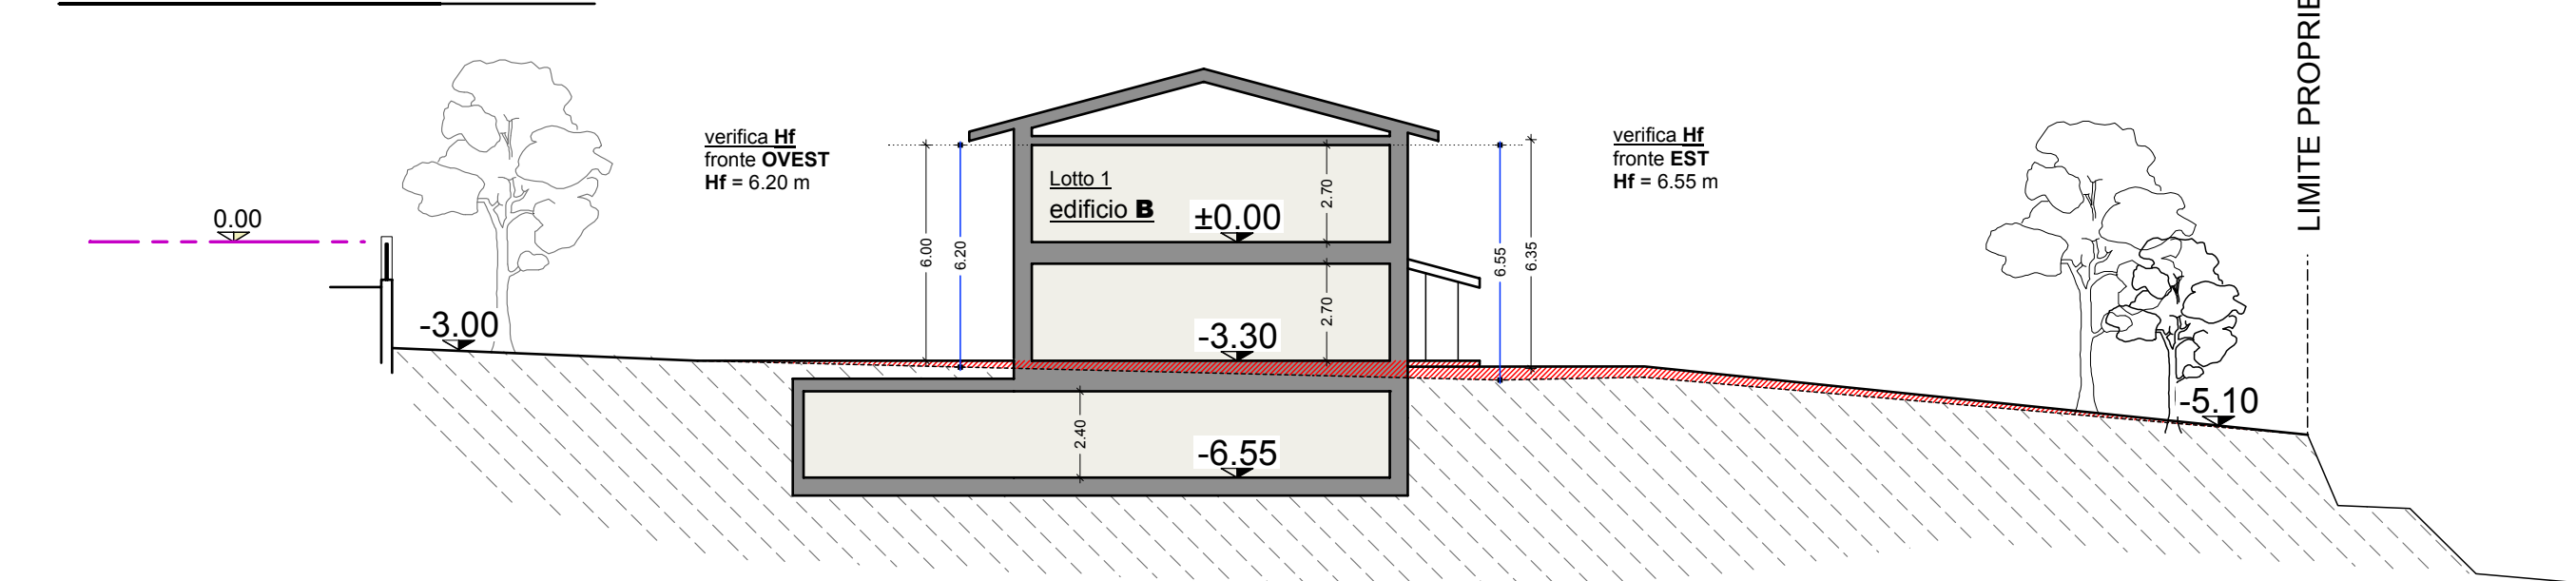 LIMITE PROPRIE
verifica Hf
fronte OVEST
Hf = 6.20 m
verifica Hf
fronte EST
Hf = 6.55 m
Lotto 1
edificio B
±0.00
2.70
0.00
6.00
6.20
6.55
6.35
2.70
-3.00
-3.30
-5.10
2.40
-6.55